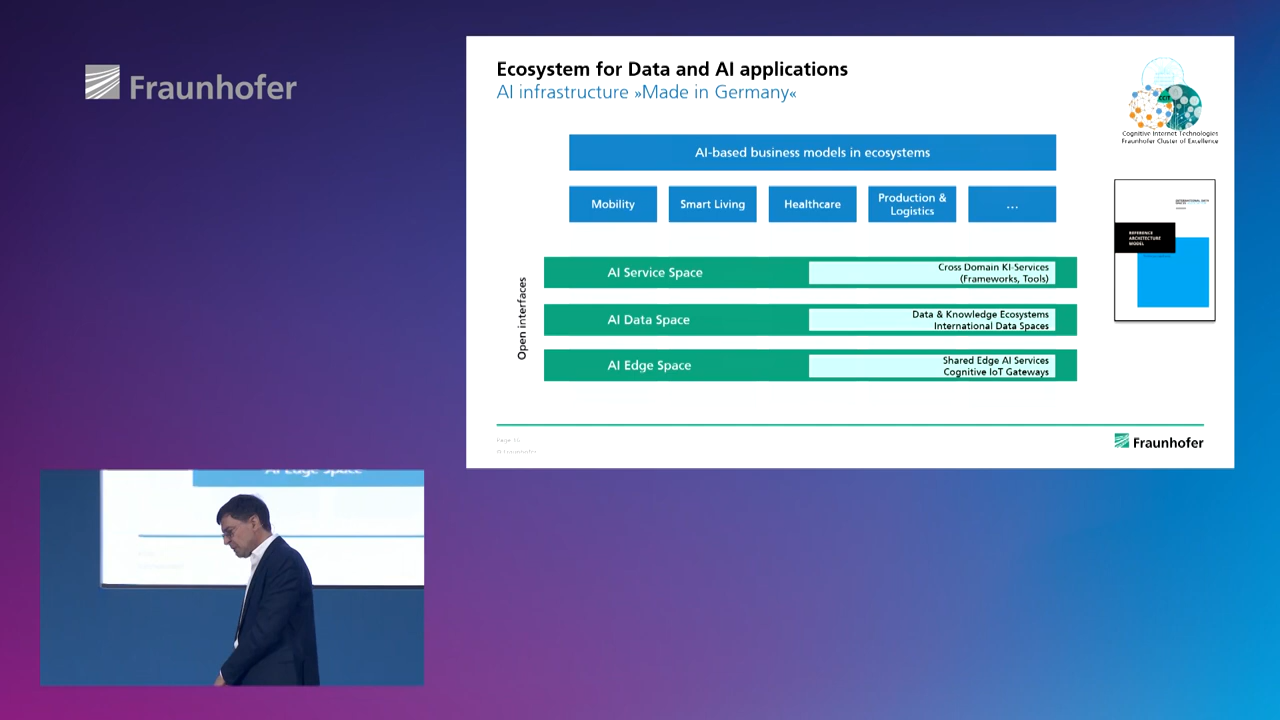 Fraunhofer
Ecosystem for Data and AI applications
AI infrastructure »Made in Germany«
Cognitive Internet Technologies
Fraunhofer Cluster of Excellence
AI-based business models in ecosystems
Mobility
Smart Living
Healthcare
Production &
Logistics
...
REFERENCE
ARCHITECTURE
MODEL
Open interfaces
AI Service Space
Cross Domain KI-Services
(Frameworks, Tools)
AI Data Space
Data & Knowledge Ecosystems
International Data Spaces
AI Edge Space
Shared Edge AI Services
Cognitive IoT Gateways
Fraunhofer
AI Edge Space